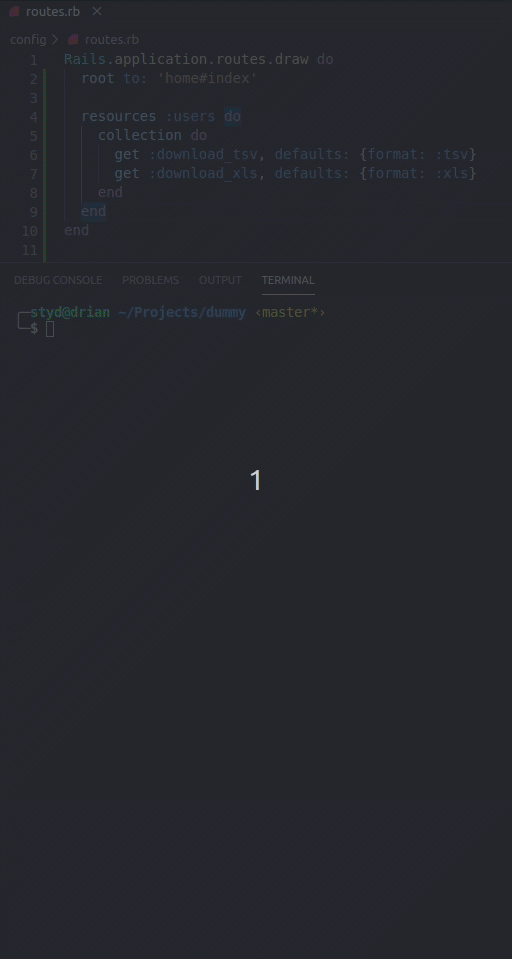 routes.rb ×
config > routes.rb
1 Rails.application.routes.draw do
2 root to: 'home#index'
3
4 resources :users do
5 collection do
6 get :download_tsv, defaults: {format: :tsv}
7 get :download_xls, defaults: {format: :xls}
8 end
9 end
10 end
11
DEBUG CONSOLE PROBLEMS OUTPUT TERMINAL
╭─styd@drian ~/Projects/dummy ‹master*›
╰─$
1